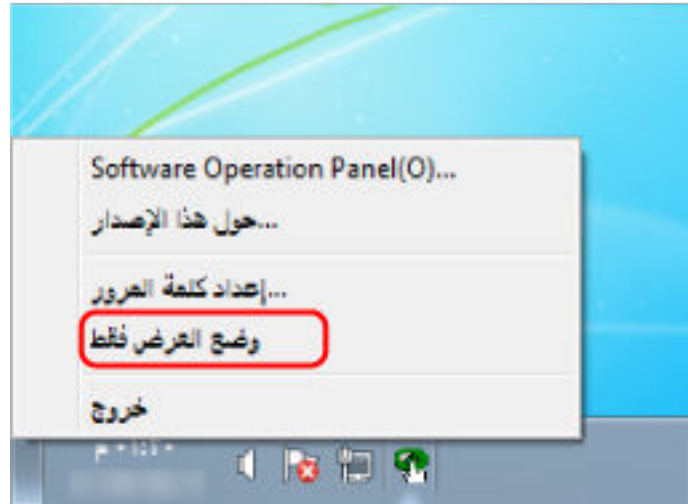 Software Operation Panel(O)...
حول هذا الإصدار...
إعداد كلمة المرور...
وضع العرض فقط
خروج